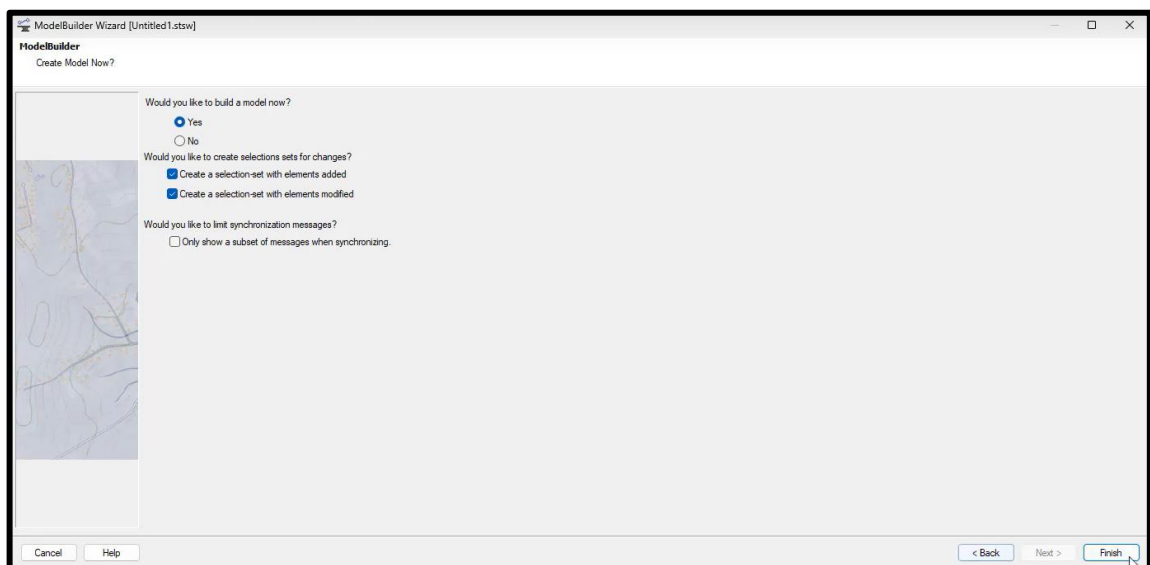 ModelBuilder Wizard [Untitled1.stsw]
ModelBuilder
Create Model Now?
Would you like to build a model now?
Yes
No
Would you like to create selections sets for changes?
Create a selection-set with elements added
Create a selection-set with elements modified
Would you like to limit synchronization messages?
Only show a subset of messages when synchronizing.
Cancel Help < Back Next > Finish